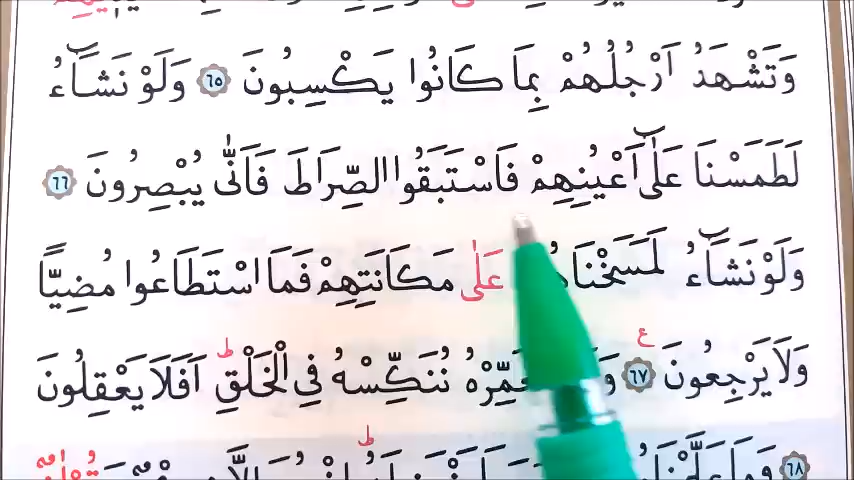 وَتَشْهَدُ اَرْجُلُهُمْ بِمَا كَانُوا يَكْسِبُونَ ٦٥ وَلَوْ نَشَٓاءُ
لَطَمَسْنَا عَلٰٓى اَعْيُنِهِمْ فَاسْتَبَقُوا الصِّرَاطَ فَاَنّٰى يُبْصِرُونَ ٦٦
وَلَوْ نَشَٓاءُ لَمَسَخْنَاهُمْ عَلٰى مَكَانَتِهِمْ فَمَا اسْتَطَاعُوا مُضِيًّا
وَلَا يَرْجِعُونَ ٦٧ نُنَكِّسْهُ فِي الْخَلْقِۜ اَفَلَا يَعْقِلُونَ
٦٨